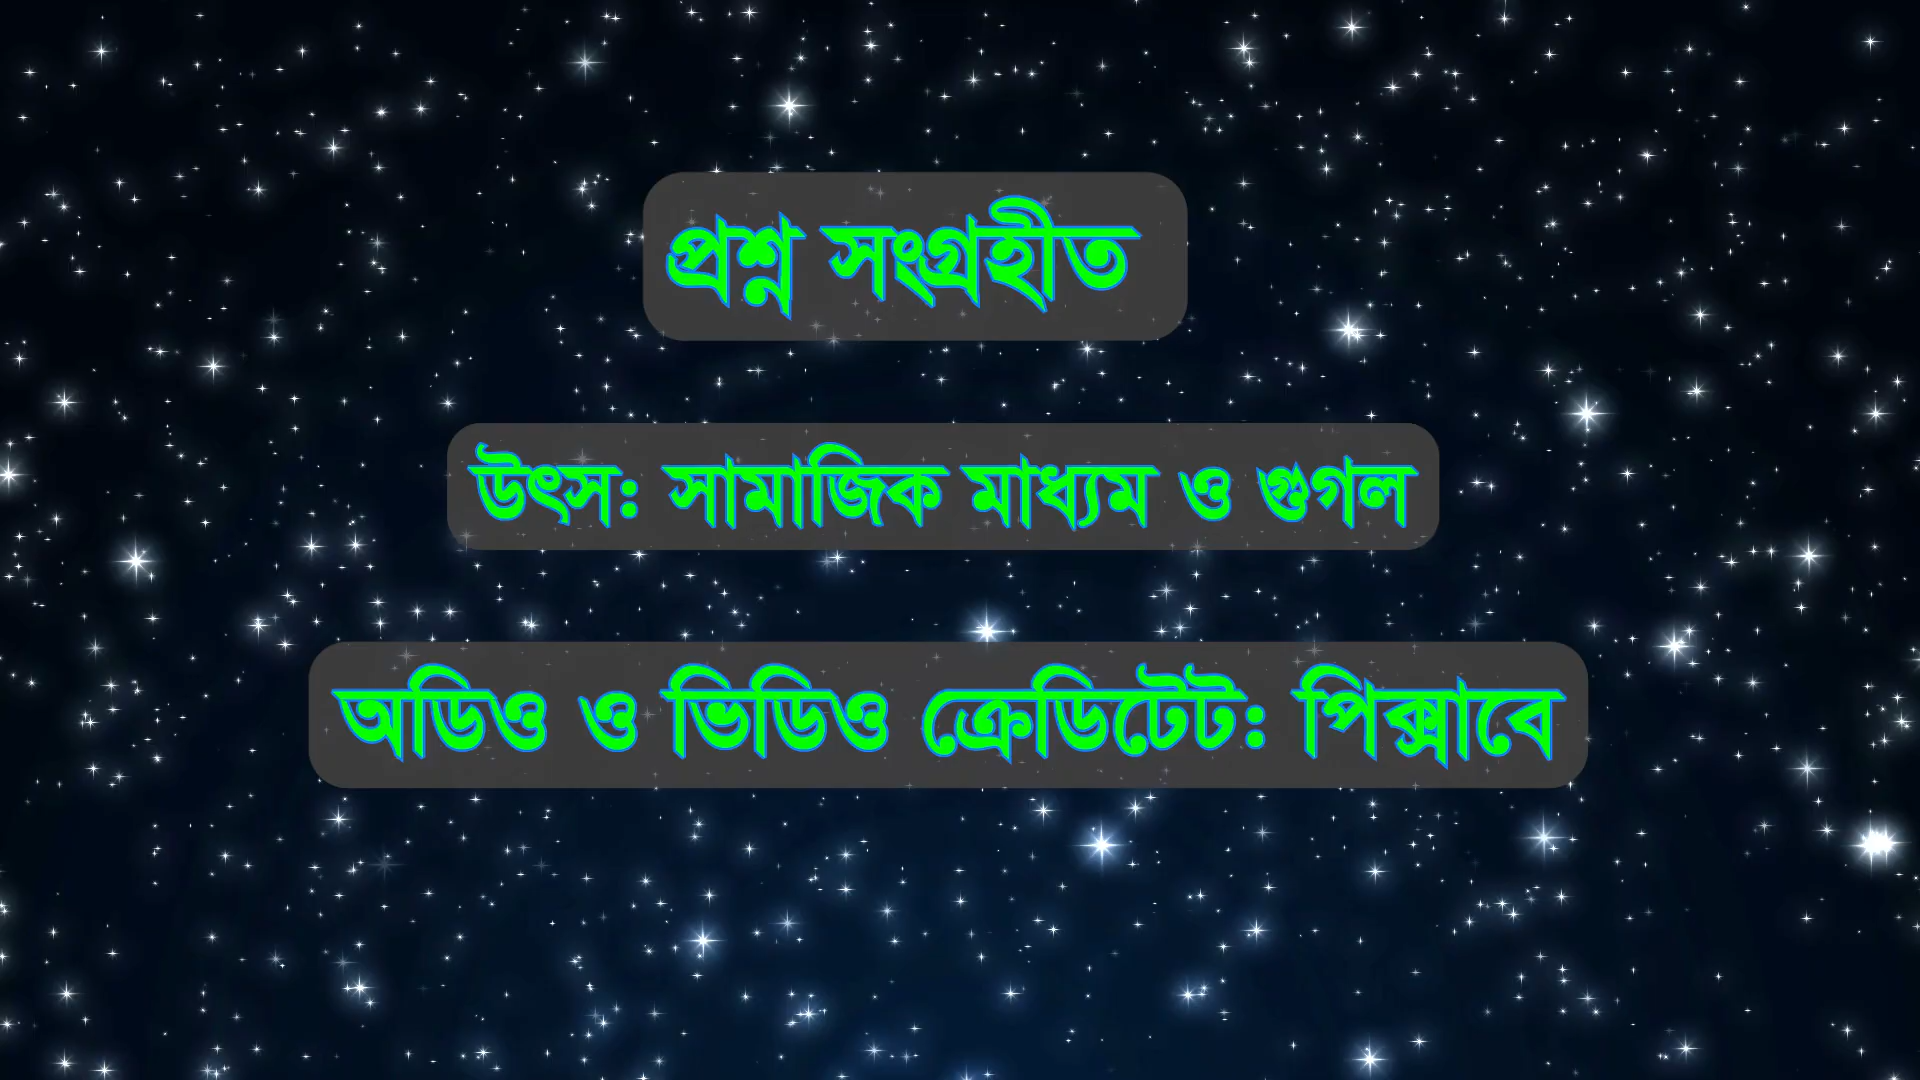 প্রশ্ন সংগ্রহীত
উৎস: সামাজিক মাধ্যম ও গুগল
অডিও ও ভিডিও ক্রেডিটেট: পিক্সাবে